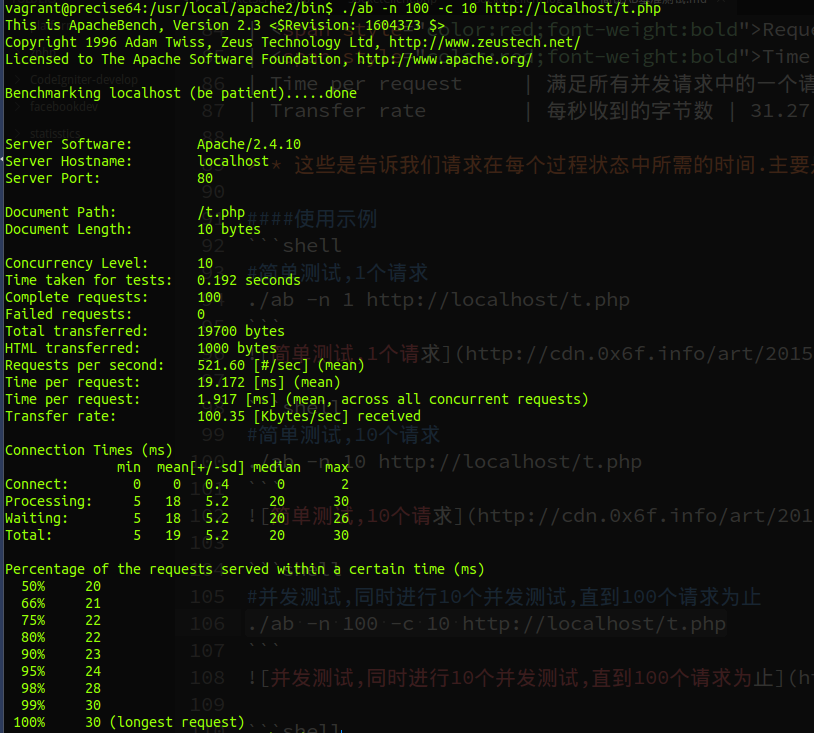 vagrant@precise64:/usr/local/apache2/bin$ ./ab -n 100 -c 10 http://localhost/t.php
This is ApacheBench, Version 2.3 <$Revision: 1604373 $>
Copyright 1996 Adam Twiss, Zeus Technology Ltd, http://www.zeustech.net/
Licensed to The Apache Software Foundation, http://www.apache.org/
Benchmarking localhost (be patient).....done
Server Software: Apache/2.4.10
Server Hostname: localhost
Server Port: 80
Document Path: /t.php
Document Length: 10 bytes
Concurrency Level: 10
Time taken for tests: 0.192 seconds
Complete requests: 100
Failed requests: 0
Total transferred: 19700 bytes
HTML transferred: 1000 bytes
Requests per second: 521.60 [#/sec] (mean)
Time per request: 19.172 [ms] (mean)
Time per request: 1.917 [ms] (mean, across all concurrent requests)
Transfer rate: 100.35 [Kbytes/sec] received
Connection Times (ms)
min mean[+/-sd] median max
Connect: 0 0 0.4 0 2
Processing: 5 18 5.2 20 30
Waiting: 5 18 5.2 20 26
Total: 5 19 5.2 20 30
Percentage of the requests served within a certain time (ms)
50% 20
66% 21
75% 22
80% 22
90% 23
95% 24
98% 28
99% 30
100% 30 (longest request)
color:red;font-weight:bold">Reque
;font-weight:bold">Time
CodeIgniter-develop
86 | Time per request | 满足所有并发请求中的一个请
facebookdev
87 | Transfer rate | 每秒收到的字节数 | 31.27
88
* 这些是告诉我们请求在每个过程状态中所需的时间.主要是
90
####使用示例
92 ```shell
#简单测试,1个请求
./ab -n 1 http://localhost/t.php
```
简单测试,1个请求](http://cdn.0x6f.info/art/2015
99 #简单测试,10个请求
./ab -n 10 http://localhost/t.php
```
![简单测试,10个请求](http://cdn.0x6f.info/art/201
103
```shell
105 #并发测试,同时进行10个并发测试,直到100个请求为止
106 ./ab -n 100 -c 10 http://localhost/t.php
107 ```
108 ![并发测试,同时进行10个并发测试,直到100个请求为止](h
109
```shell